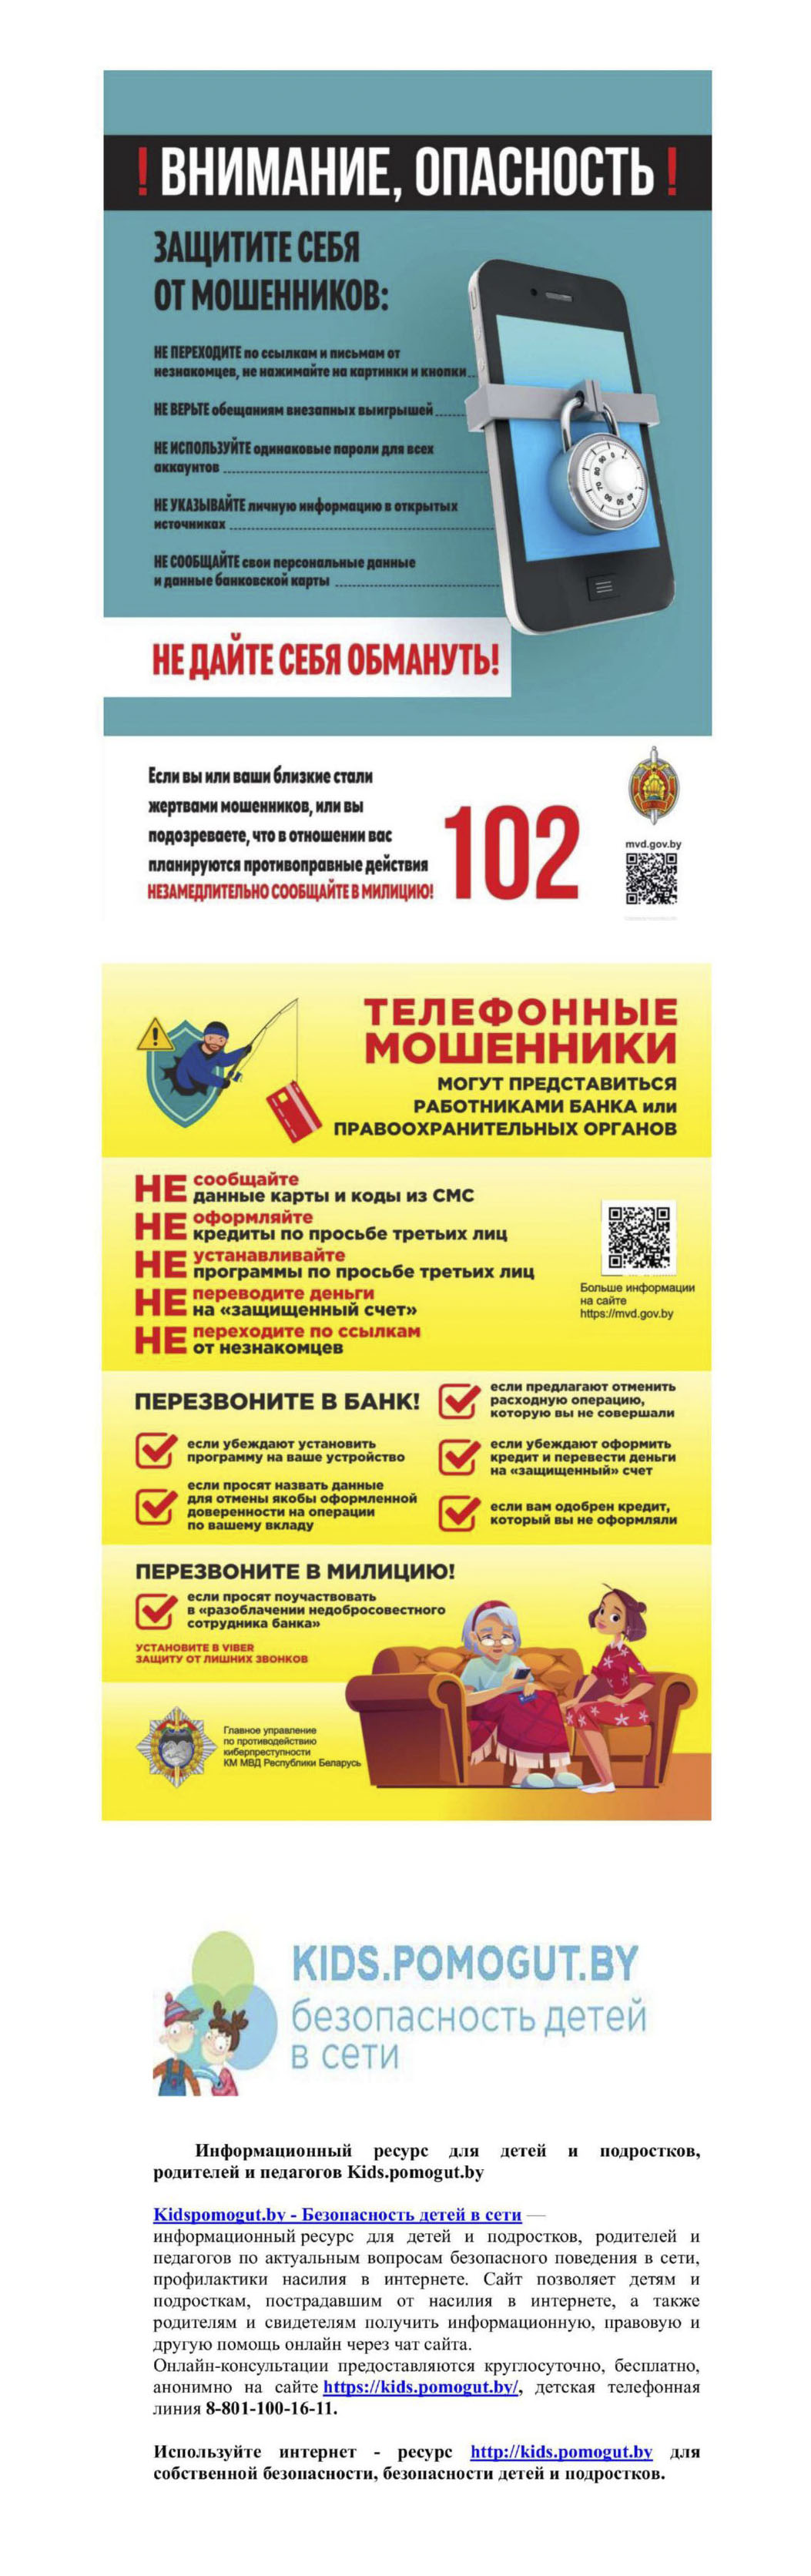 ! ВНИМАНИЕ, ОПАСНОСТЬ !
ЗАЩИТИТЕ СЕБЯ
ОТ МОШЕННИКОВ:
НЕ ПЕРЕХОДИТЕ по ссылкам и письмам от
незнакомцев, не нажимайте на картинки и кнопки
НЕ ВЕРЬТЕ обещаниям внезапных выигрышей
НЕ ИСПОЛЬЗУЙТЕ одинаковые пароли для всех
аккаунтов
НЕ УКАЗЫВАЙТЕ личную информацию в открытых
источниках
НЕ СООБЩАЙТЕ свои персональные данные
и данные банковской карты
НЕ ДАЙТЕ СЕБЯ ОБМАНУТЬ!
Если вы или ваши близкие стали
жертвами мошенников, или вы
подозреваете, что в отношении вас
планируются противоправные действия
НЕЗАМЕДЛИТЕЛЬНО СООБЩАЙТЕ В МИЛИЦИЮ!
102
mvd.gov.by
ТЕЛЕФОННЫЕ
МОШЕННИКИ
МОГУТ ПРЕДСТАВИТЬСЯ
РАБОТНИКАМИ БАНКА или
ПРАВООХРАНИТЕЛЬНЫХ ОРГАНОВ
НЕ сообщайте
данные карты и коды из СМС
НЕ оформляйте
кредиты по просьбе третьих лиц
НЕ устанавливайте
программы по просьбе третьих лиц
НЕ переводите деньги
на «защищенный счет»
НЕ переходите по ссылкам
от незнакомцев
Больше информации
на сайте
https://mvd.gov.by
ПЕРЕЗВОНИТЕ В БАНК!
если убеждают установить
программу на ваше устройство
если просят назвать данные
для отмены якобы оформленной
доверенности на операции
по вашему вкладу
если предлагают отменить
расходную операцию,
которую вы не совершали
если убеждают оформить
кредит и перевести деньги
на «защищенный» счет
если вам одобрен кредит,
который вы не оформляли
ПЕРЕЗВОНИТЕ В МИЛИЦИЮ!
если просят поучаствовать
в «разоблачении недобросовестного
сотрудника банка»
УСТАНОВИТЕ В VIBER
ЗАЩИТУ ОТ ЛИШНИХ ЗВОНКОВ
Главное управление
по противодействию
киберпреступности
КМ МВД Республики Беларусь
KIDS.POMOGUT.BY
безопасность детей
в сети
Информационный ресурс для детей и подростков,
родителей и педагогов Kids.pomogut.by
Kidspomogut.by - Безопасность детей в сети —
информационный ресурс для детей и подростков, родителей и
педагогов по актуальным вопросам безопасного поведения в сети,
профилактики насилия в интернете. Сайт позволяет детям и
подросткам, пострадавшим от насилия в интернете, а также
родителям и свидетелям получить информационную, правовую и
другую помощь онлайн через чат сайта.
Онлайн-консультации предоставляются круглосуточно, бесплатно,
анонимно на сайте https://kids.pomogut.by/, детская телефонная
линия 8-801-100-16-11.
Используйте интернет - ресурс http://kids.pomogut.by для
собственной безопасности, безопасности детей и подростков.